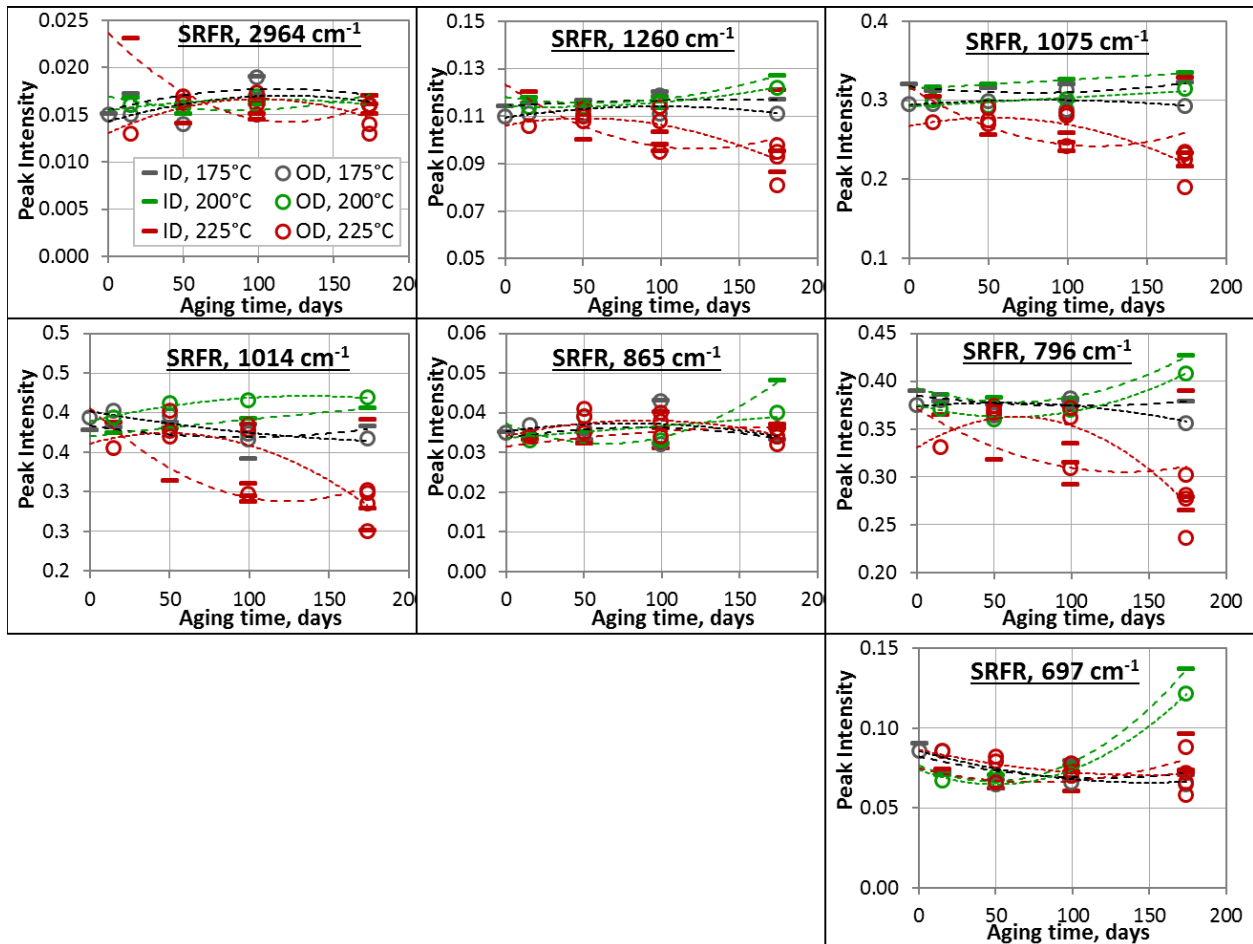 SRFR, 2964 cm-1
Peak Intensity
0.025
0.020
0.015
0.010
0.005
0.000
ID, 175°C OD, 175°C
ID, 200°C OD, 200°C
ID, 225°C OD, 225°C
0 50 100 150 20
Aging time, days
SRFR, 1260 cm-1
Peak Intensity
0.15
0.13
0.11
0.09
0.07
0.05
0 50 100 150 200
Aging time, days
SRFR, 1075 cm-1
Peak Intensity
0.4
0.3
0.2
0.1
0 50 100 150 200
Aging time, days
SRFR, 1014 cm-1
Peak Intensity
0.5
0.5
0.4
0.4
0.3
0.3
0.2
0 50 100 150 20
Aging time, days
SRFR, 865 cm-1
Peak Intensity
0.06
0.05
0.04
0.03
0.02
0.01
0.00
0 50 100 150 200
Aging time, days
SRFR, 796 cm-1
Peak Intensity
0.45
0.40
0.35
0.30
0.25
0.20
0 50 100 150 200
Aging time, days
SRFR, 697 cm-1
Peak Intensity
0.15
0.10
0.05
0.00
0 50 100 150 200
Aging time, days